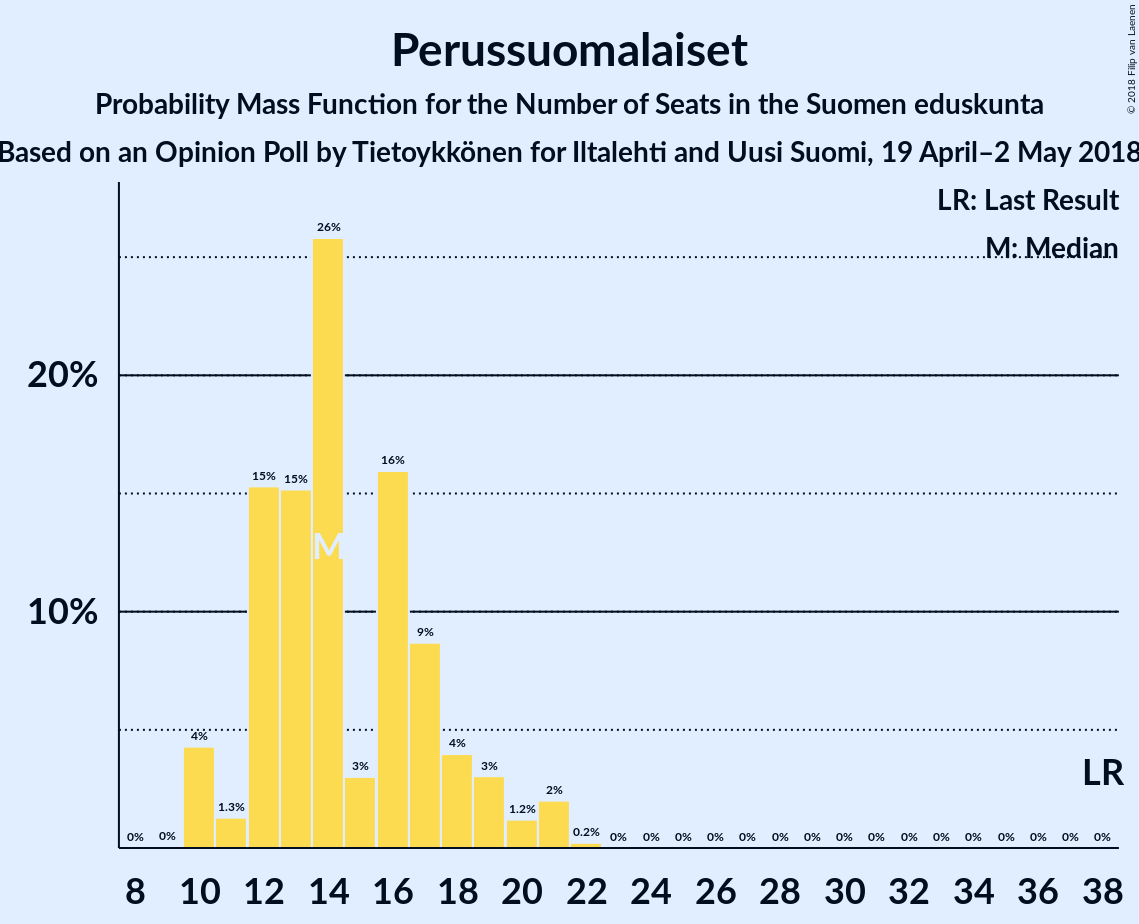 Perussuomalaiset
Probability Mass Function for the Number of Seats in the Suomen eduskunta
Based on an Opinion Poll by Tietoykkönen for Iltalehti and Uusi Suomi, 19 April–2 May 2018
© 2018 Filip van Laenen
LR: Last Result
M: Median
20%
10%
0% 0% 4% 1.3% 15% 15% 26% 3% 16% 9% 4% 3% 1.2% 2% 0.2% 0% 0% 0% 0% 0% 0% 0% 0% 0% 0% 0% 0% 0% 0% 0% 0%
M
LR
8 10 12 14 16 18 20 22 24 26 28 30 32 34 36 38